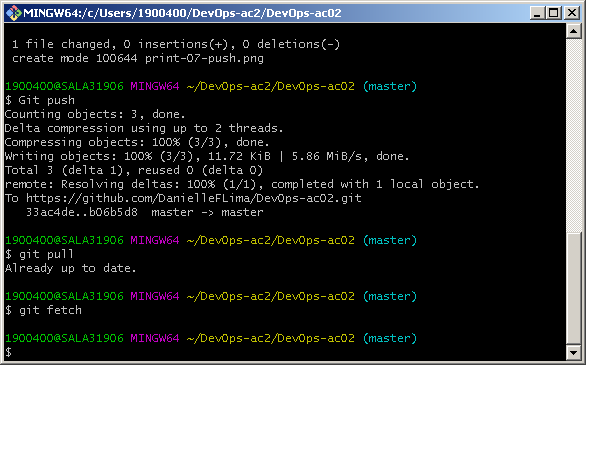 MINGW64:/c/Users/1900400/DevOps-ac2/DevOps-ac02
1 file changed, 0 insertions(+), 0 deletions(-)
create mode 100644 print-07-push.png
1900400@SALA31906 MINGW64 ~/DevOps-ac2/DevOps-ac02 (master)
$ Git push
Counting objects: 3, done.
Delta compression using up to 2 threads.
Compressing objects: 100% (3/3), done.
Writing objects: 100% (3/3), 11.72 KiB | 5.86 MiB/s, done.
Total 3 (delta 1), reused 0 (delta 0)
remote: Resolving deltas: 100% (1/1), completed with 1 local object.
To https://github.com/DanielleFLima/DevOps-ac02.git
33ac4de..b06b5d8  master -> master
1900400@SALA31906 MINGW64 ~/DevOps-ac2/DevOps-ac02 (master)
$ git pull
Already up to date.
1900400@SALA31906 MINGW64 ~/DevOps-ac2/DevOps-ac02 (master)
$ git fetch
1900400@SALA31906 MINGW64 ~/DevOps-ac2/DevOps-ac02 (master)
$